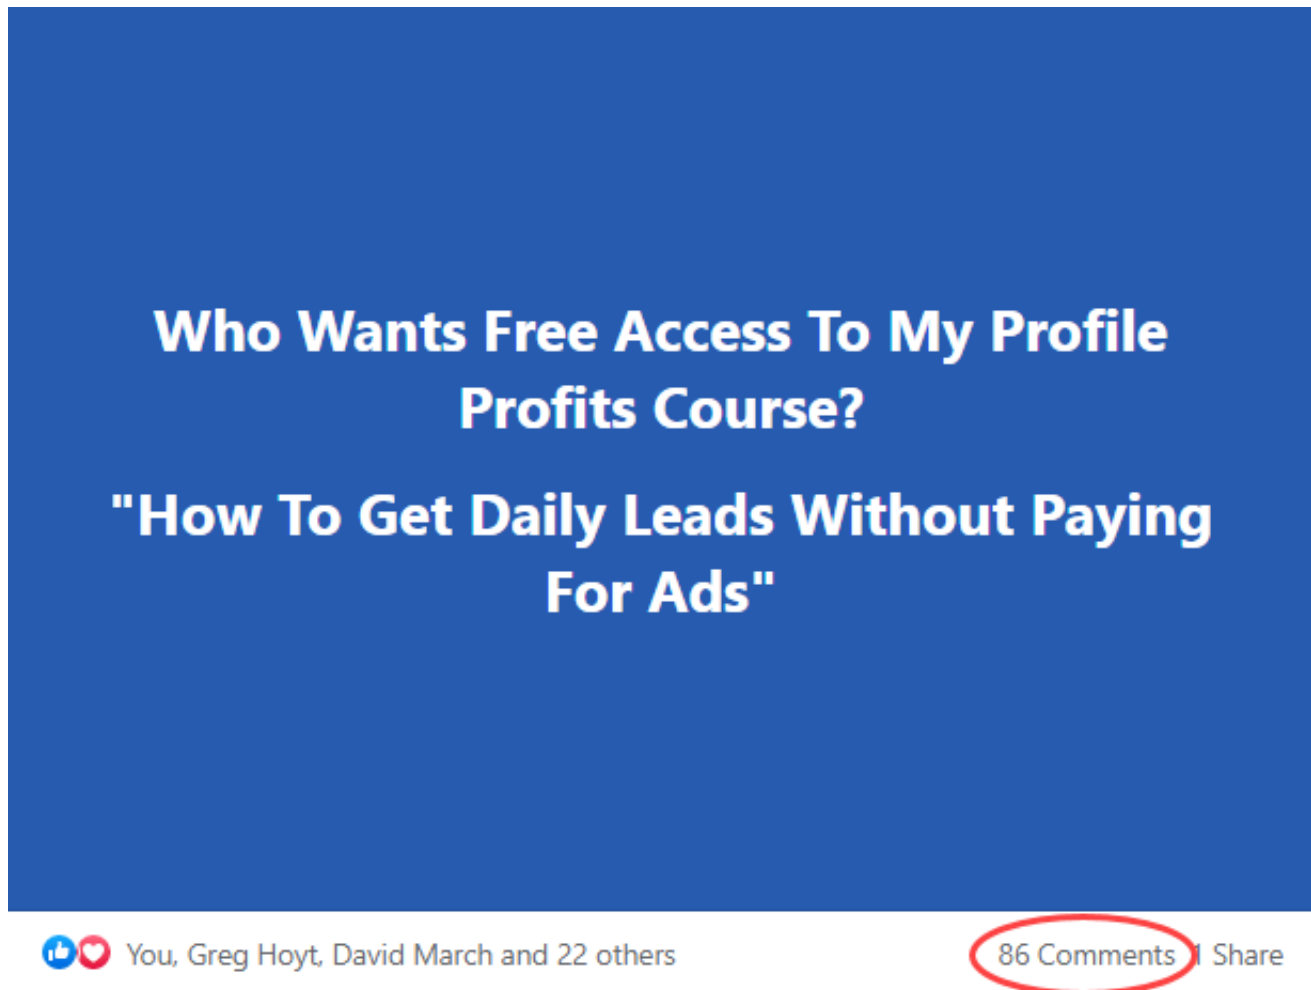 Who Wants Free Access To My Profile
Profits Course?
"How To Get Daily Leads Without Paying
For Ads"
You, Greg Hoyt, David March and 22 others
86 Comments 1 Share